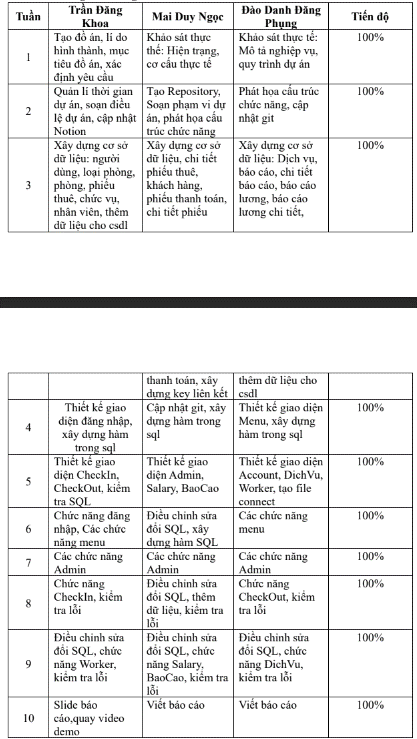 Tuần
Trần Đăng
Khoa
Mai Duy Ngọc
Đào Danh Đăng
Phụng
Tiến độ
1
Tạo đồ án, lí do
hình thành, mục
tiêu đồ án, xác
định yêu cầu
Khảo sát thực
thể: Hiện trạng,
cơ cấu thực tế
Khảo sát thực tế:
Mô tả nghiệp vụ,
quy trình dự án
100%
2
Quản lí thời gian
dự án, soạn điều
lệ dự án, cập nhật
Notion
Tạo Repository,
Soạn phạm vi dự
án, phát họa cấu
trúc chức năng
Phát họa cấu trúc
chức năng, cập
nhật git
100%
3
Xây dựng cơ sở
dữ liệu: người
dùng, loại phòng,
phòng, phiếu
thuê, chức vụ,
nhân viên, thêm
dữ liệu cho csdl
Xây dựng cơ sở
dữ liệu, chi tiết
phiếu thuê,
khách hàng,
phiếu thanh toán,
chi tiết phiếu
Xây dựng cơ sở
dữ liệu: Dịch vụ,
báo cáo, chi tiết
báo cáo, báo cáo
lương, báo cáo
lương chi tiết,
100%
thanh toán, xây
dựng key liên kết
thêm dữ liệu cho
csdl
4
Thiết kế giao
diện đăng nhập,
xây dựng hàm
trong sql
Cập nhật git, xây
dựng hàm trong
sql
Thiết kế giao diện
Menu, xây dựng
hàm trong sql
100%
5
Thiết kế giao
diện CheckIn,
CheckOut, kiểm
tra SQL
Thiết kế giao
diện Admin,
Salary, BaoCao
Thiết kế giao diện
Account, DichVu,
Worker, tạo file
connect
100%
6
Chức năng đăng
nhập, Các chức
năng menu
Điều chỉnh sửa
đổi SQL, xây
dựng hàm SQL
Các chức năng
menu
100%
7
Các chức năng
Admin
Các chức năng
Admin
Các chức năng
Admin
100%
8
Chức năng
CheckIn, kiểm
tra lỗi
Điều chỉnh sửa
đổi SQL, thêm
dữ liệu, kiểm tra
lỗi
Chức năng
CheckOut, kiểm
tra lỗi
100%
9
Điều chỉnh sửa
đổi SQL, chức
năng Worker,
kiểm tra lỗi
Điều chỉnh sửa
đổi SQL, chức
năng Salary,
BaoCao, kiểm tra
lỗi
Điều chỉnh sửa
đổi SQL, chức
năng DichVu,
kiểm tra lỗi
100%
10
Slide báo
cáo,quay video
demo
Viết báo cáo
Viết báo cáo
100%